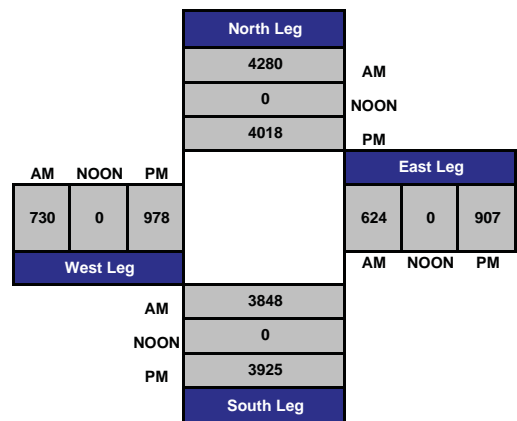 North Leg
4280
AM
0
NOON
4018
PM
AM NOON PM
East Leg
730 0 978
624 0 907
West Leg
AM NOON PM
3848
AM
0
NOON
3925
PM
South Leg